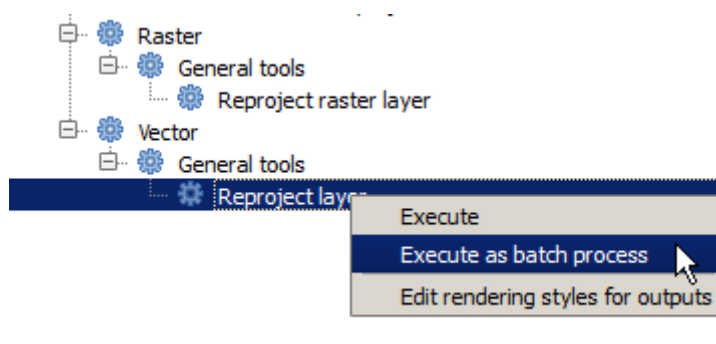 Raster
General tools
Reproject raster layer
Vector
General tools
Reproject layer
Execute
Execute as batch process
Edit rendering styles for outputs